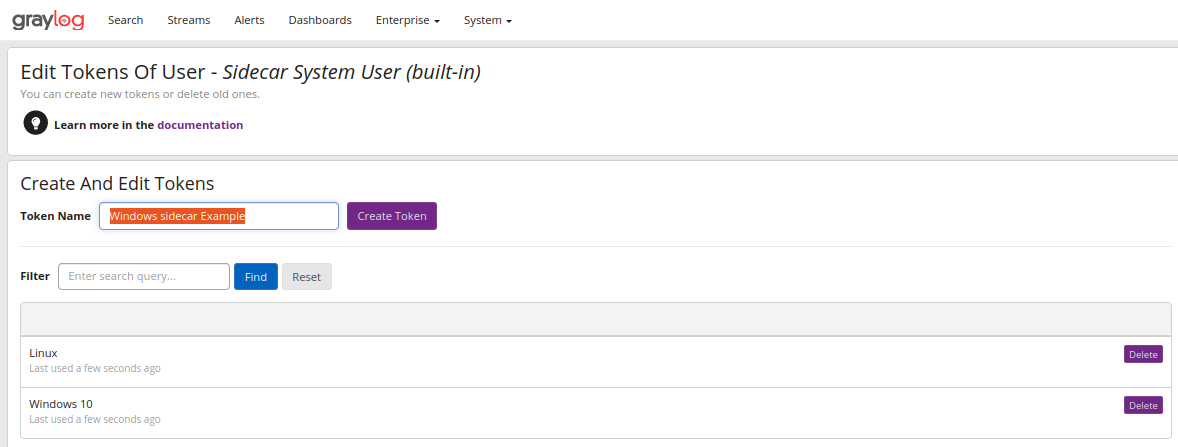 graylog Search Streams Alerts Dashboards Enterprise System
Edit Tokens Of User - Sidecar System User (built-in)
You can create new tokens or delete old ones.
Learn more in the documentation
Create And Edit Tokens
Token Name Windows sidecar Example Create Token
Filter Enter search query... Find Reset
Linux Delete
Last used a few seconds ago
Windows 10 Delete
Last used a few seconds ago